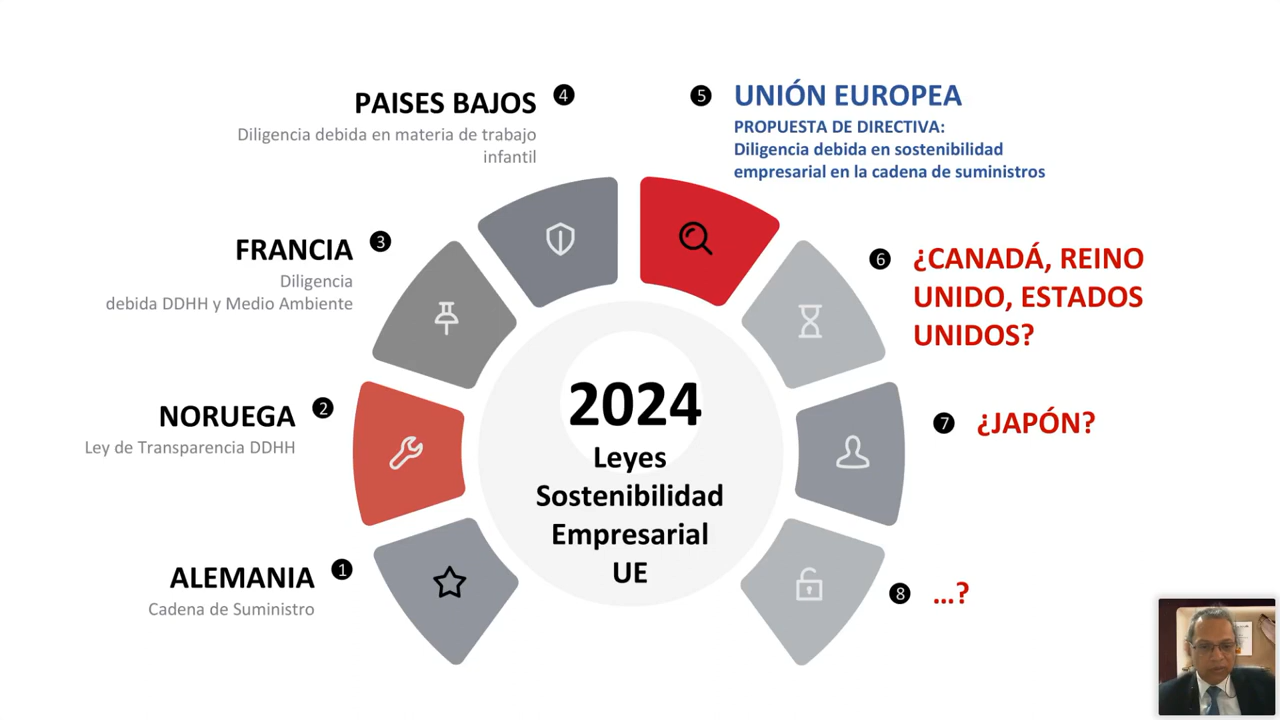 PAISES BAJOS
4
Diligencia debida en materia de trabajo
infantil
5
UNIÓN EUROPEA
PROPUESTA DE DIRECTIVA:
Diligencia debida en sostenibilidad
empresarial en la cadena de suministros
FRANCIA
3
Diligencia
debida DDHH y Medio Ambiente
6
¿CANADÁ, REINO
UNIDO, ESTADOS
UNIDOS?
NORUEGA
2
Ley de Transparencia DDHH
7
¿JAPÓN?
2024
Leyes
Sostenibilidad
Empresarial
UE
ALEMANIA
1
Cadena de Suministro
8
...?